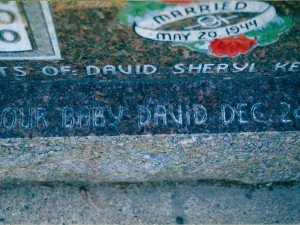 MARRIED
MAY 20, 1944
TS OF DAVID SHERYL KE
OUR BABY DAVID DEC. 2